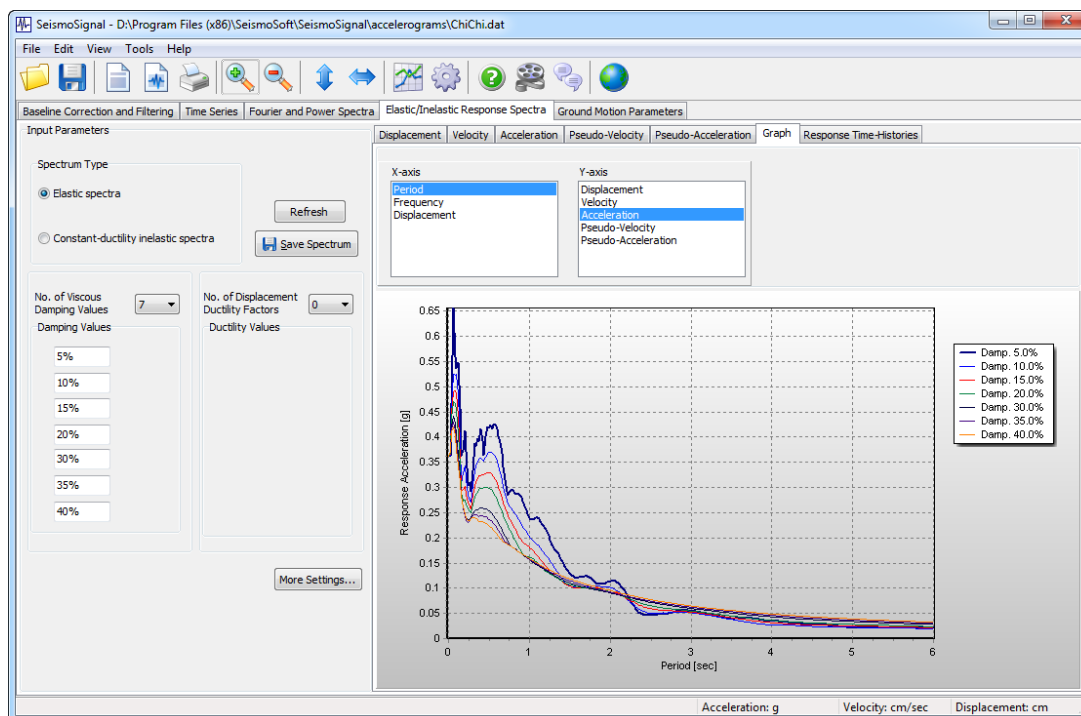 SeismoSignal - D:\Program Files (x86)\SeismoSoft\SeismoSignal\accelerograms\ChiChi.dat
File Edit View Tools Help
Baseline Correction and Filtering Time Series Fourier and Power Spectra Elastic/Inelastic Response Spectra Ground Motion Parameters
Input Parameters
Spectrum Type
Elastic spectra
Constant-ductility inelastic spectra
Refresh
Save Spectrum
No. of Viscous
Damping Values
7
No. of Displacement
Ductility Factors
0
Damping Values
5%
10%
15%
20%
30%
35%
40%
Ductility Values
More Settings...
Displacement Velocity Acceleration Pseudo-Velocity Pseudo-Acceleration Graph Response Time-Histories
X-axis
Period
Frequency
Displacement
Y-axis
Displacement
Velocity
Acceleration
Pseudo-Velocity
Pseudo-Acceleration
Response Acceleration [g]
0.65
0.6
0.55
0.5
0.45
0.4
0.35
0.3
0.25
0.2
0.15
0.1
0.05
0
0 1 2 3 4 5 6
Period [sec]
Damp. 5.0%
Damp. 10.0%
Damp. 15.0%
Damp. 20.0%
Damp. 30.0%
Damp. 35.0%
Damp. 40.0%
Acceleration: g Velocity: cm/sec Displacement: cm